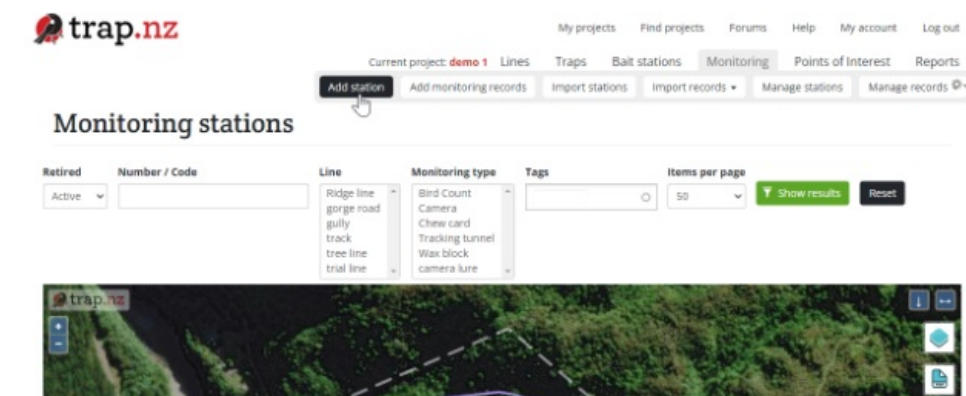 trap.nz
My projects Find projects Forums Help My account Log out
Current project: demo 1 Lines Traps Bait stations Monitoring Points of Interest Reports
Add station Add monitoring records Import stations Import records Manage stations Manage records
Monitoring stations
Retired Number / Code Line Monitoring type Tags Items per page
Active 50 Show results Reset
Ridge line
gorge road
gully
track
tree line
trial line
Bird Count
Camera
Chew card
Tracking tunnel
Wax block
camera lure
trap.nz
+
-